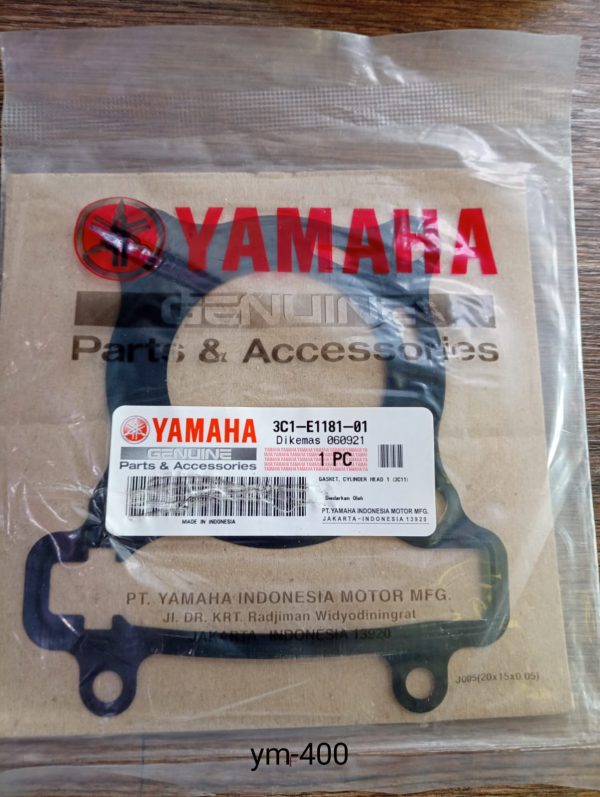 YAMAHA
GENUINE
Parts & Accessories
YAMAHA
GENUINE
Parts & Accessories
MADE IN INDONESIA
3C1-E1181-01
Dikemas 060921
1 PC
GASKET, CYLINDER HEAD 1 (3C11)
Diedarkan Oleh
PT.YAMAHA INDONESIA MOTOR MFG.
JAKARTA-INDONESIA 13920
PT. YAMAHA INDONESIA MOTOR MFG.
Jl. DR. KRT. Radjiman Widyodiningrat
JAKARTA - INDONESIA 13920
J005(20x15x0.05)
ym-400